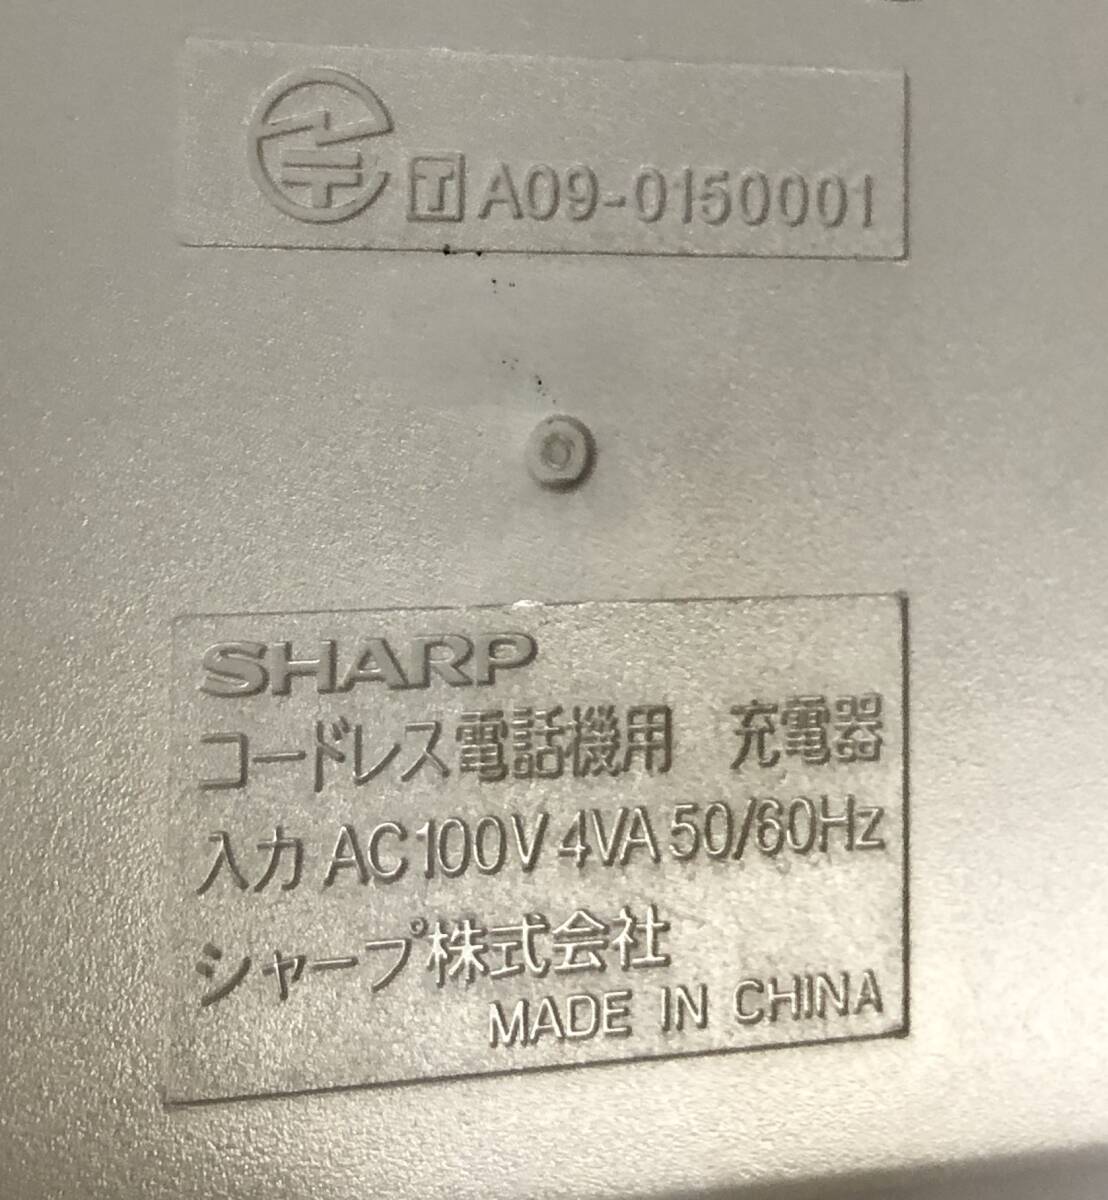 T A09-0150001
SHARP
コードレス電話機用 充電器
入力 AC100V 4VA 50/60Hz
シャープ株式会社
MADE IN CHINA